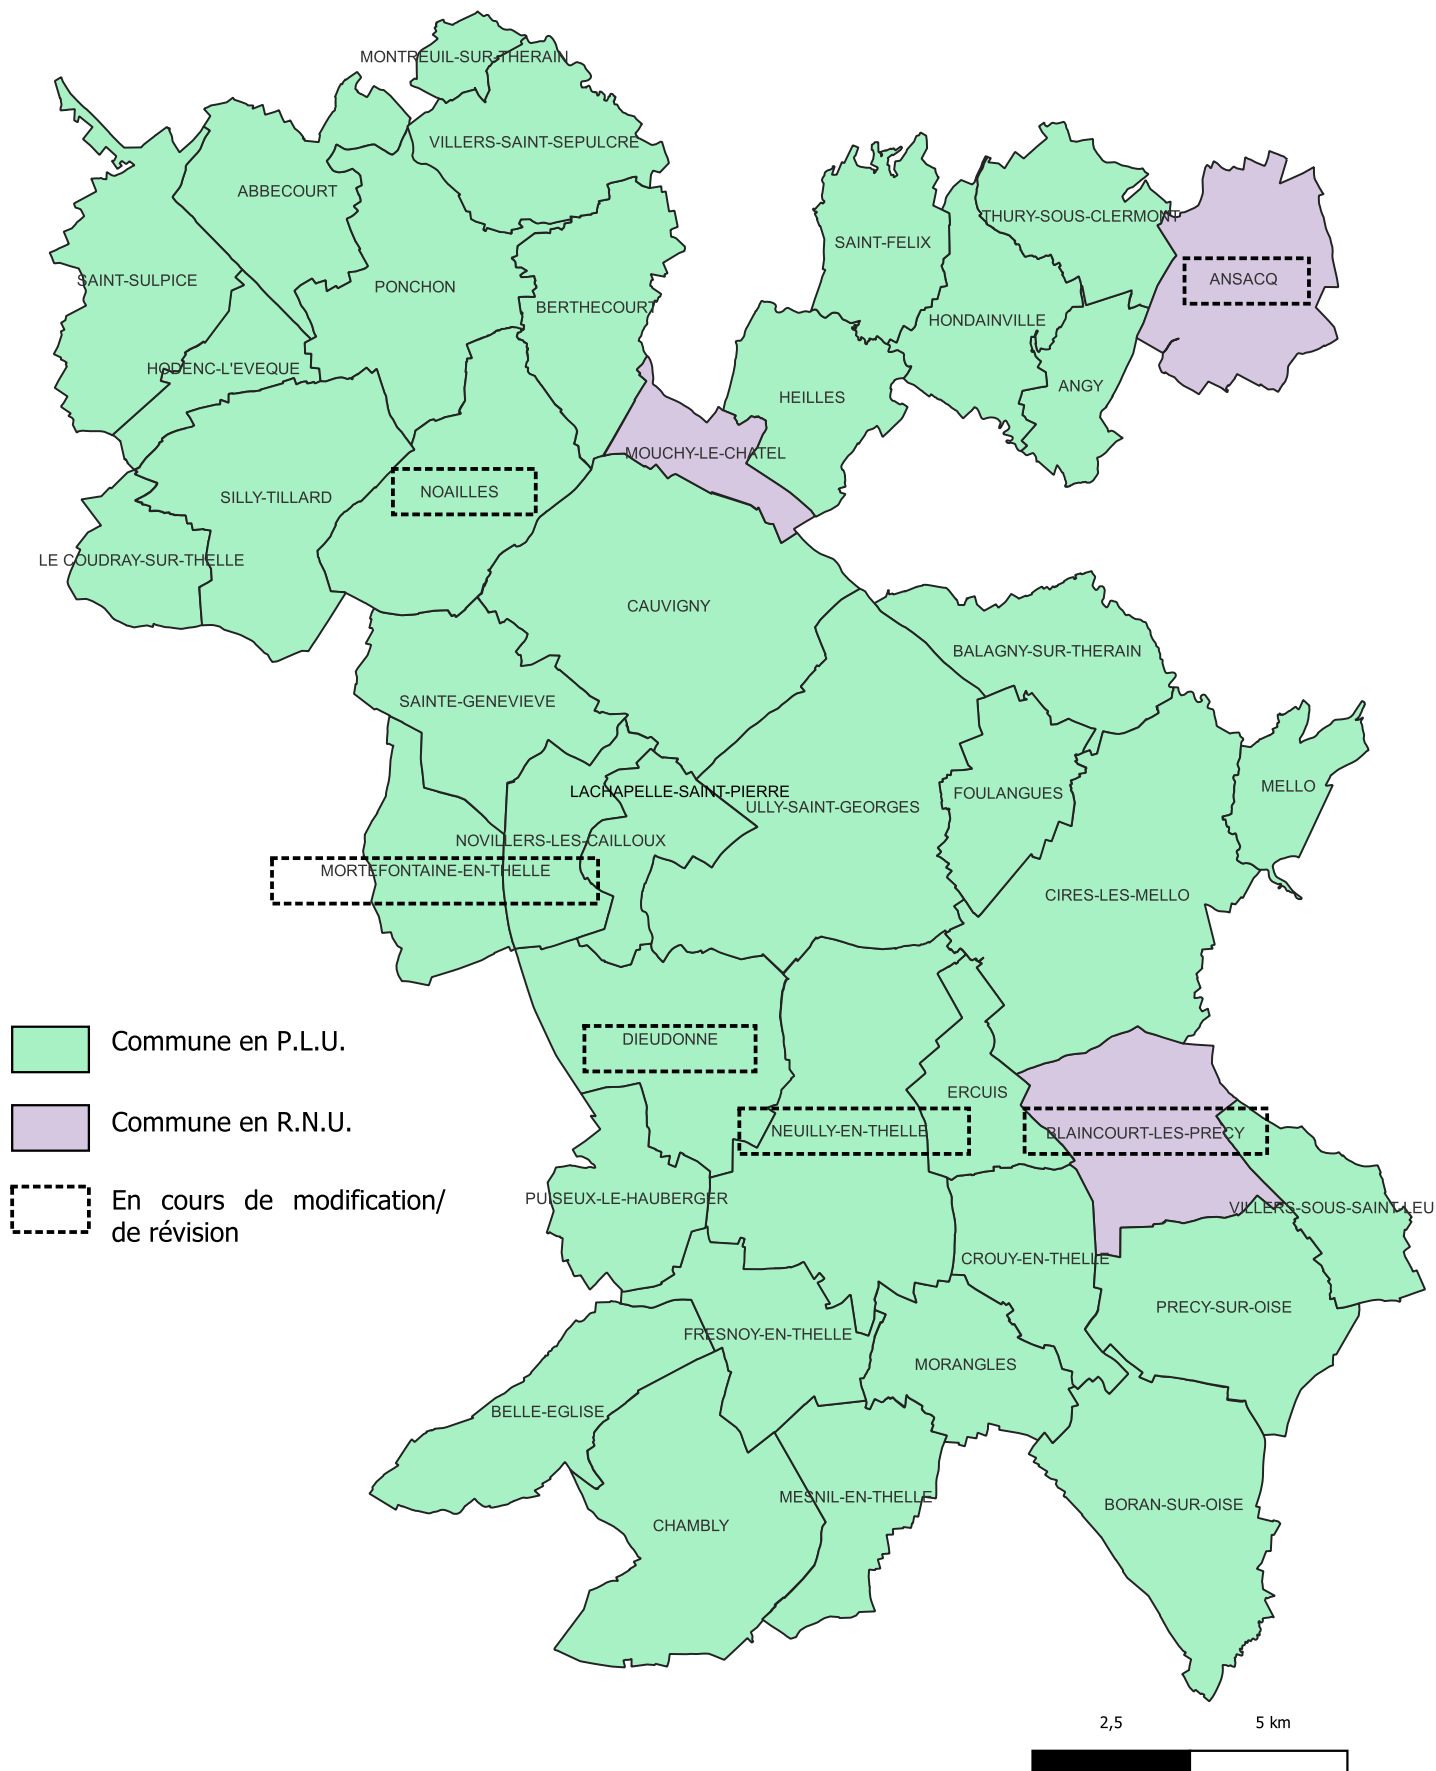 MONTREUIL-SUR-THERAIN
VILLERS-SAINT-SEPULCRE
ABBECOURT
THURY-SOUS-CLERMONT
SAINT-FELIX
SAINT-SULPICE
PONCHON
ANSACQ
BERTHECOURT
HONDAINVILLE
HODENC-L'EVEQUE
ANGY
HEILLES
MOUCHY-LE-CHATEL
NOAILLES
SILLY-TILLARD
LE COUDRAY-SUR-THELLE
CAUVIGNY
BALAGNY-SUR-THERAIN
SAINTE-GENEVIEVE
MELLO
LACHAPELLE-SAINT-PIERRE
FOULANGUES
ULLY-SAINT-GEORGES
NOVILLERS-LES-CAILLOUX
MORTEFONTAINE-EN-THELLE
CIRES-LES-MELLO
DIEUDONNE
Commune en P.L.U.
ERCUIS
Commune en R.N.U.
NEUILLY-EN-THELLE
BLAINCOURT-LES-PRECY
PUISEUX-LE-HAUBERGER
En cours de modification/
de révision
VILLERS-SOUS-SAINT-LEU
CROUY-EN-THELLE
PRECY-SUR-OISE
FRESNOY-EN-THELLE
MORANGLES
BELLE-EGLISE
MESNIL-EN-THELLE
BORAN-SUR-OISE
CHAMBLY
2,5 5 km